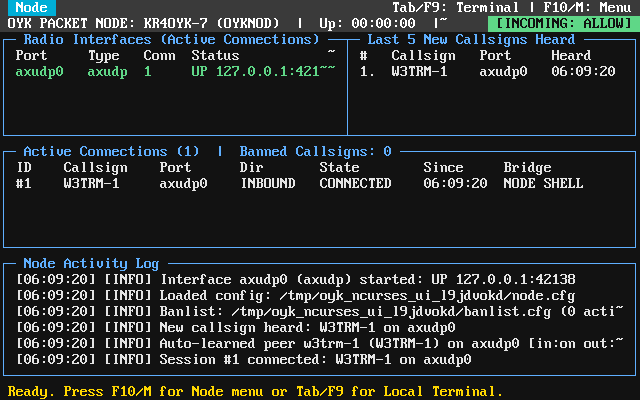 Node Tab/F9: Terminal | F10/M: Menu
OYK PACKET NODE: KR4OYK-7 (OYKNOD) | Up: 00:00:00 |~ [INCOMING: ALLOW]
Radio Interfaces (Active Connections)
Port Type Conn Status ~
axudp0 axudp 1 UP 127.0.0.1:421~~
Last 5 New Callsigns Heard
# Callsign Port Heard
1. W3TRM-1 axudp0 06:09:20
Active Connections (1) | Banned Callsigns: 0
ID Callsign Port Dir State Since Bridge
#1 W3TRM-1 axudp0 INBOUND CONNECTED 06:09:20 NODE SHELL
Node Activity Log
[06:09:20] [INFO] Interface axudp0 (axudp) started: UP 127.0.0.1:42138
[06:09:20] [INFO] Loaded config: /tmp/oyk_ncurses_ui_l9jdvokd/node.cfg
[06:09:20] [INFO] Banlist: /tmp/oyk_ncurses_ui_l9jdvokd/banlist.cfg (0 acti~
[06:09:20] [INFO] New callsign heard: W3TRM-1 on axudp0
[06:09:20] [INFO] Auto-learned peer w3trm-1 (W3TRM-1) on axudp0 [in:on out:~
[06:09:20] [INFO] Session #1 connected: W3TRM-1 on axudp0
Ready. Press F10/M for Node menu or Tab/F9 for Local Terminal.